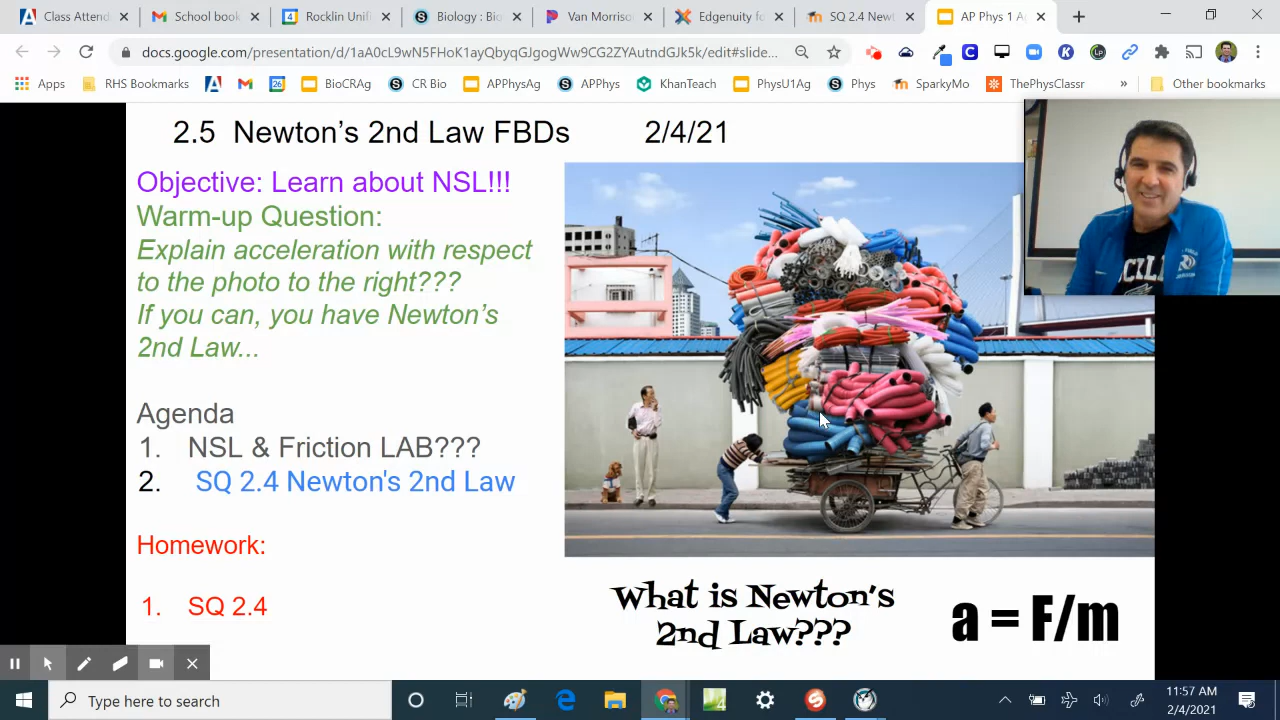 Class Attend
School book
Rocklin Unifi
Biology : Bio
Van Morriso
Edgenuity fo
SQ 2.4 Newt
AP Phys 1 A
docs.google.com/presentation/d/1aA0cL9wN5FHoK1ayQbyqGJgogWw9CG2ZYAutndGJk5k/edit#slide...
Apps
RHS Bookmarks
BioCRAg
CR Bio
APPhysAg
APPhys
KhanTeach
PhysU1Ag
Phys
SparkyMo
ThePhysClassr
»
Other bookmarks
2.5 Newton's 2nd Law FBDs 2/4/21
Objective: Learn about NSL!!!
Warm-up Question:
Explain acceleration with respect
to the photo to the right???
If you can, you have Newton's
2nd Law...
Agenda
1. NSL & Friction LAB???
2. SQ 2.4 Newton's 2nd Law
Homework:
1. SQ 2.4
What is Newton's
2nd Law???
a = F/m
Type here to search
11:57 AM
2/4/2021